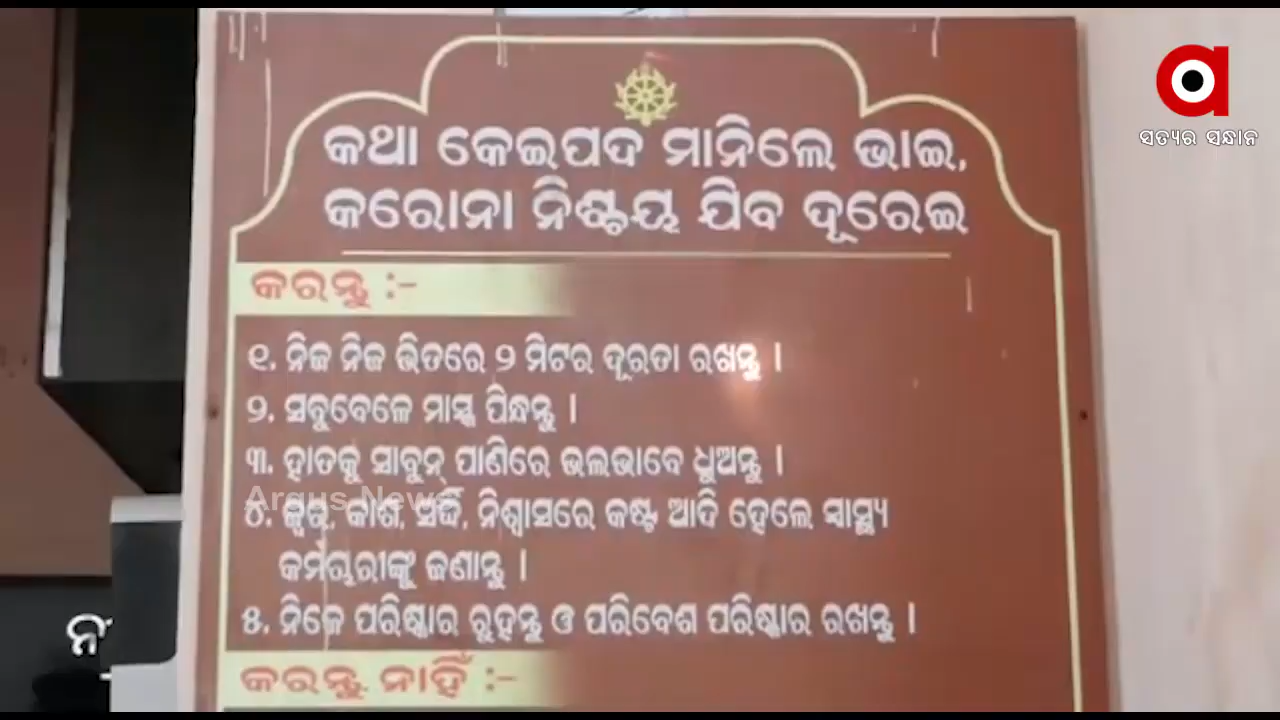 ସତ୍ୟର ସନ୍ଧାନ
କଥା କେଇପଦ ମାନିଲେ ଭାଇ,
କରୋନା ନିଶ୍ଚୟ ଯିବ ଦୂରେଇ
କରନ୍ତୁ :-
୧. ନିଜ ନିଜ ଭିତରେ ୨ ମିଟର ଦୂରତା ରଖନ୍ତୁ ।
୨. ସବୁବେଳେ ମାସ୍କ ପିନ୍ଧନ୍ତୁ ।
୩. ହାତକୁ ସାବୁନ୍ ପାଣିରେ ଭଲଭାବେ ଧୁଅନ୍ତୁ ।
Argus News
୪. ଜ୍ୱର, କାଶ, ସର୍ଦ୍ଦି, ନିଶ୍ୱାସରେ କଷ୍ଟ ଆଦି ହେଲେ ସ୍ୱାସ୍ଥ୍ୟ
କର୍ମଚାରୀଙ୍କୁ ଜଣାନ୍ତୁ ।
୫. ନିଜେ ପରିଷ୍କାର ରୁହନ୍ତୁ ଓ ପରିବେଶ ପରିଷ୍କାର ରଖନ୍ତୁ ।
କରନ୍ତୁ ନାହିଁ :-